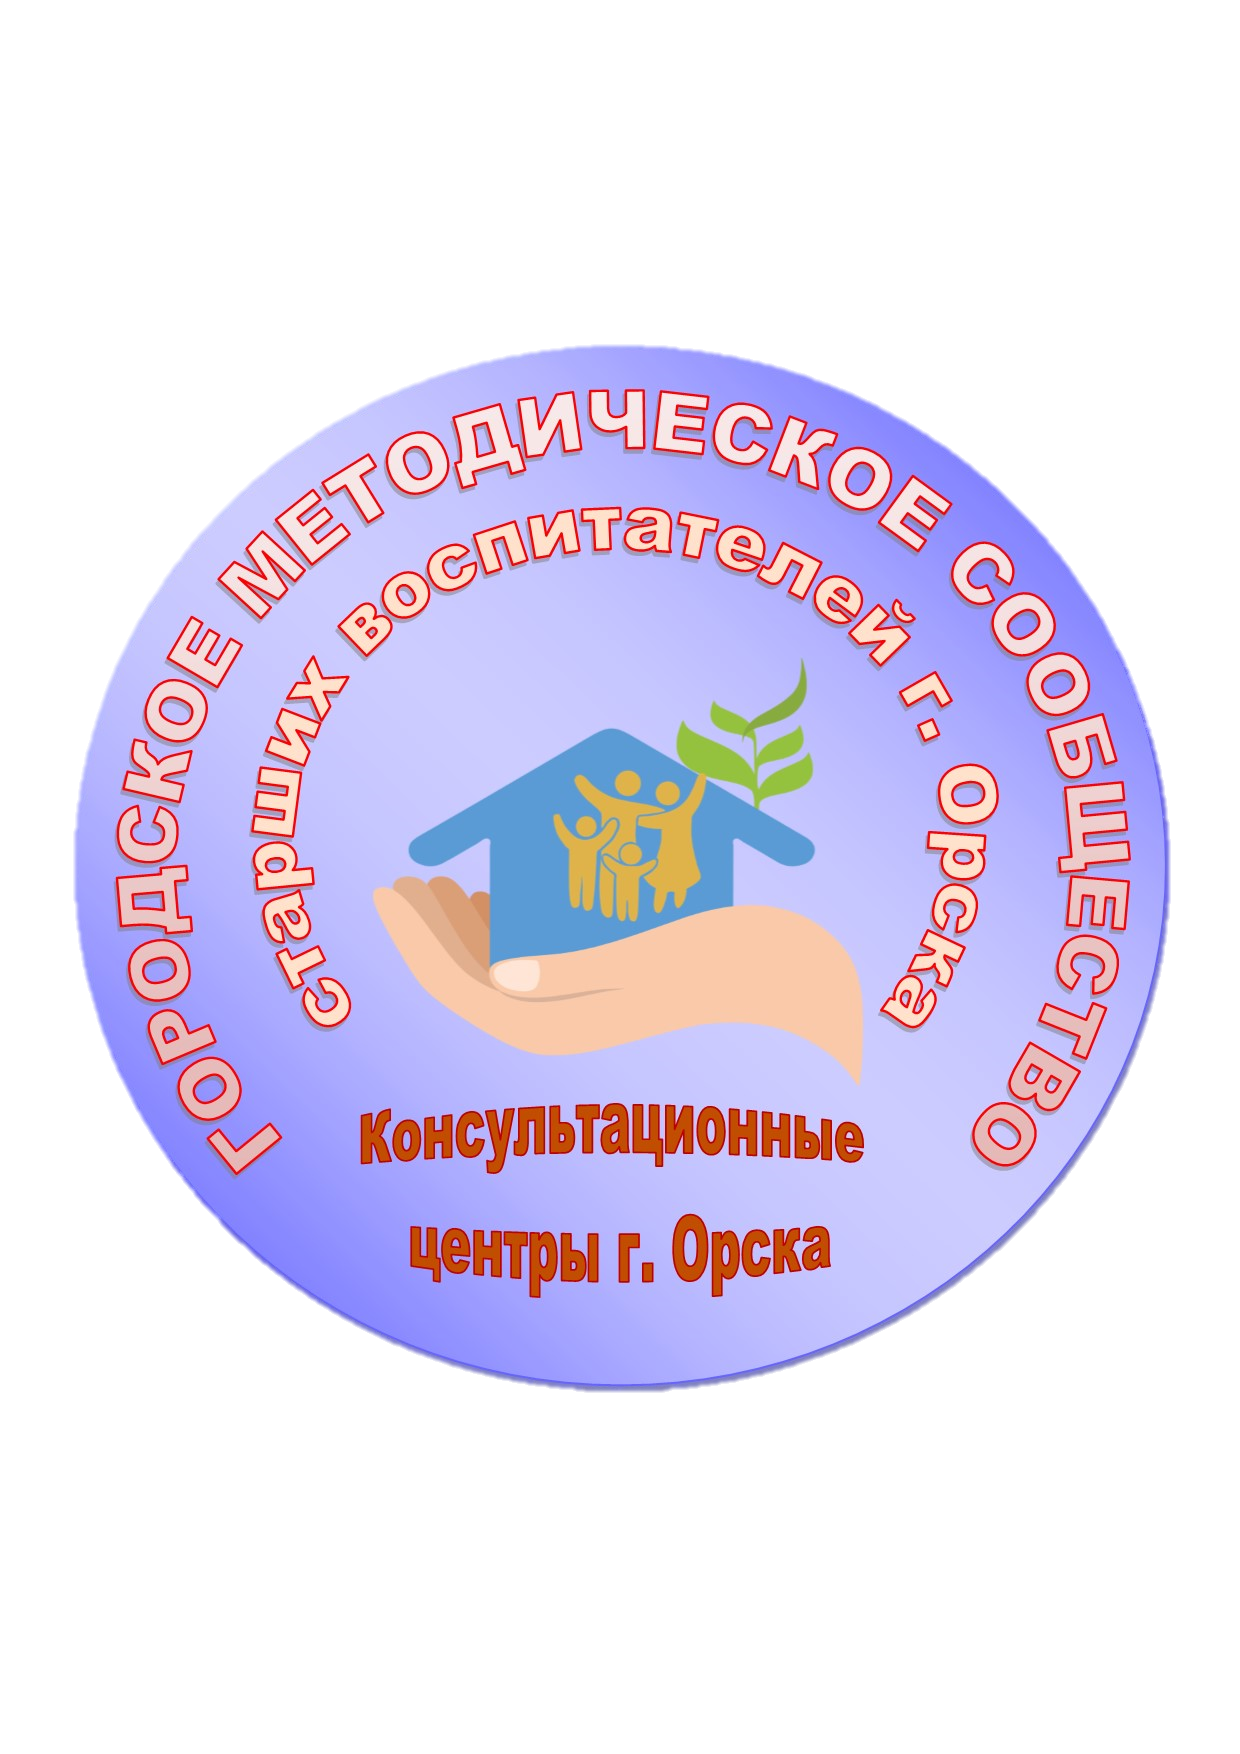 ГОРОДСКОЕ МЕТОДИЧЕСКОЕ СООБЩЕСТВО
старших воспитателей г. Орска
Консультационные
центры г. Орска